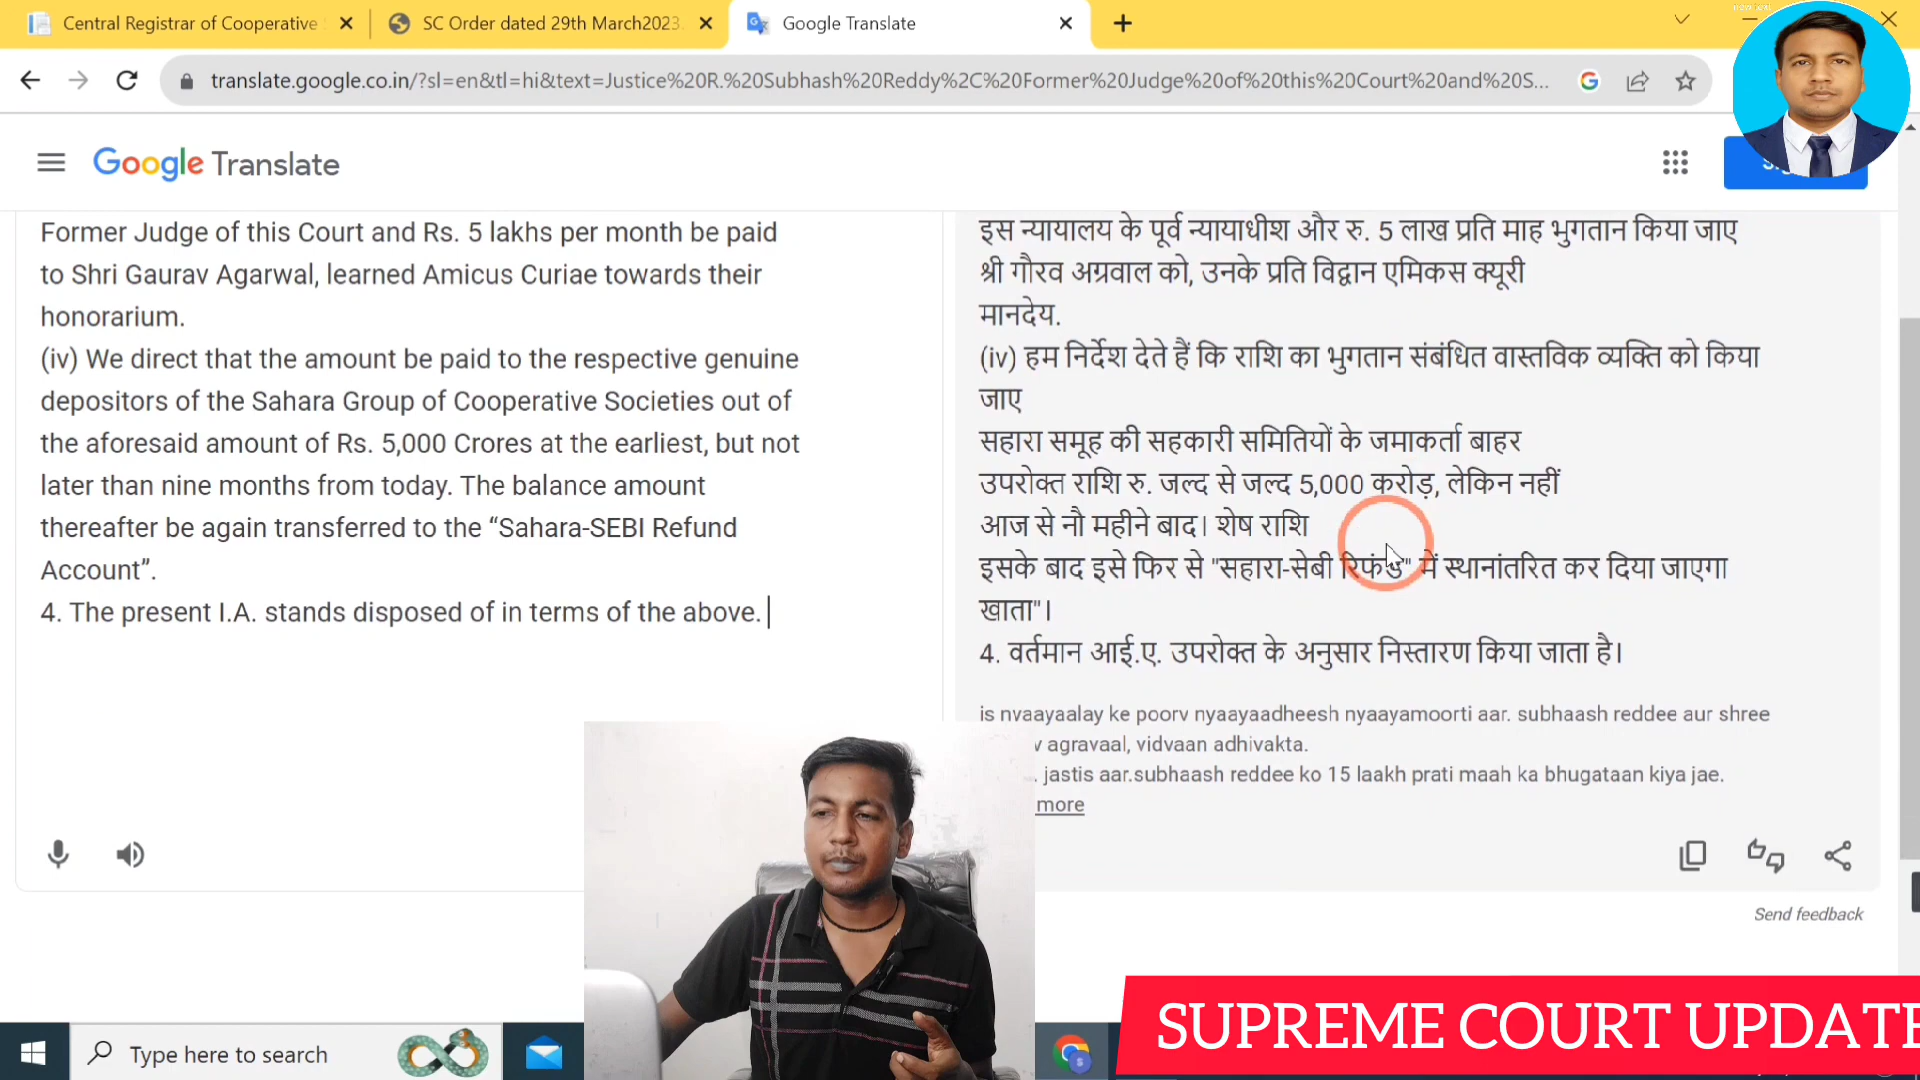 Central Registrar of Cooperative
SC Order dated 29th March2023
Google Translate
translate.google.co.in/?sl=en&tl=hi&text=Justice%20R.%20Subhash%20Reddy%2C%20Former%20Judge%20of%20this%20Court%20and%20S...
Google Translate
Former Judge of this Court and Rs. 5 lakhs per month be paid
to Shri Gaurav Agarwal, learned Amicus Curiae towards their
honorarium.
(iv) We direct that the amount be paid to the respective genuine
depositors of the Sahara Group of Cooperative Societies out of
the aforesaid amount of Rs. 5,000 Crores at the earliest, but not
later than nine months from today. The balance amount
thereafter be again transferred to the “Sahara-SEBI Refund
Account”.
4. The present I.A. stands disposed of in terms of the above.
इस न्यायालय के पूर्व न्यायाधीश और रु. 5 लाख प्रति माह भुगतान किया जाए
श्री गौरव अग्रवाल को, उनके प्रति विद्वान एमिकस क्यूरी
मानदेय.
(iv) हम निर्देश देते हैं कि राशि का भुगतान संबंधित वास्तविक व्यक्ति को किया
जाए
सहारा समूह की सहकारी समितियों के जमाकर्ता बाहर
उपरोक्त राशि रु. जल्द से जल्द 5,000 करोड़, लेकिन नहीं
आज से नौ महीने बाद। शेष राशि
इसके बाद इसे फिर से "सहारा-सेबी रिफंड" में स्थानांतरित कर दिया जाएगा
खाता"।
4. वर्तमान आई.ए. उपरोक्त के अनुसार निस्तारण किया जाता है।
is nyaayaalay ke poorv nyaayaadheesh nyaayamoorti aar. subhaash reddee aur shree
agravaal, vidvaan adhivakta.
jastis aar.subhaash reddee ko 15 laakh prati maah ka bhugataan kiya jae.
more
Send feedback
SUPREME COURT UPDATE
Type here to search